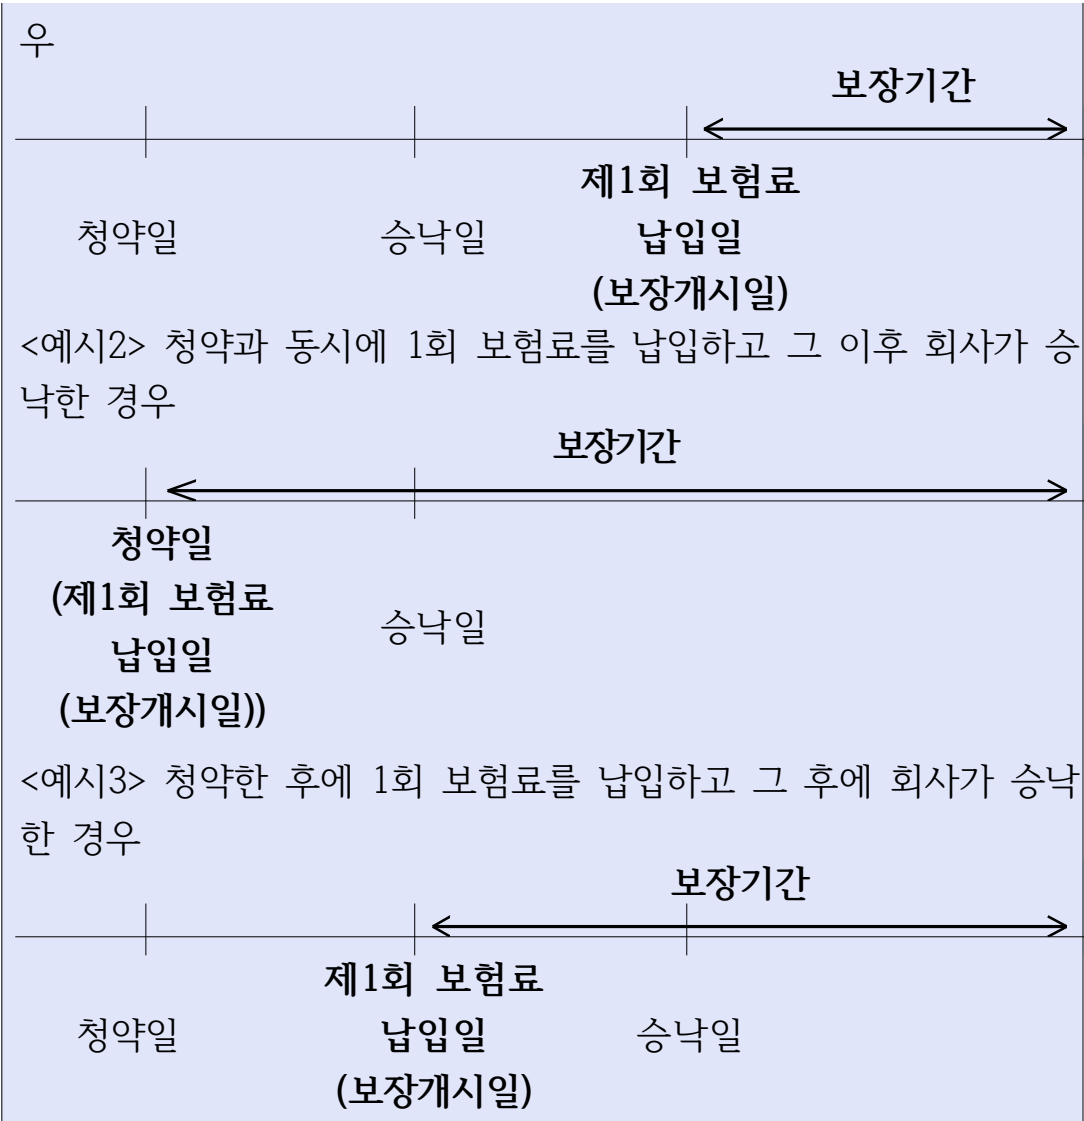 우
보장기간
제1회 보험료
청약일 승낙일 납입일
(보장개시일)
<예시2> 청약과 동시에 1회 보험료를 납입하고 그 이후 회사가 승
낙한 경우
보장기간
청약일
(제1회 보험료
승낙일
납입일
(보장개시일))
<예시3> 청약한 후에 1회 보험료를 납입하고 그 후에 회사가 승낙
한 경우
보장기간
제1회 보험료
청약일 납입일 승낙일
(보장개시일)